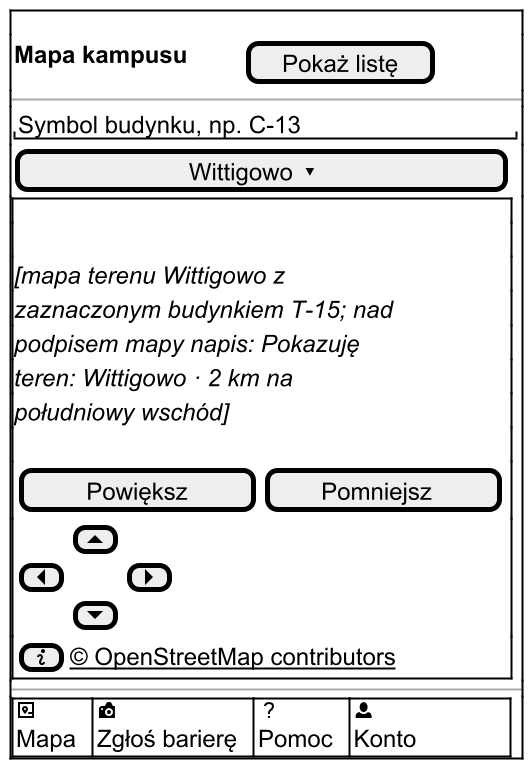 Mapa kampusu
Pokaż listę
Symbol budynku, np. C-13
Wittigowo ▾
[mapa terenu Wittigowo z
zaznaczonym budynkiem T-15; nad
podpisem mapy napis: Pokazuję
teren: Wittigowo · 2 km na
południowy wschód]
Powiększ Pomniejsz
i © OpenStreetMap contributors
?
Mapa Zgłoś barierę Pomoc Konto